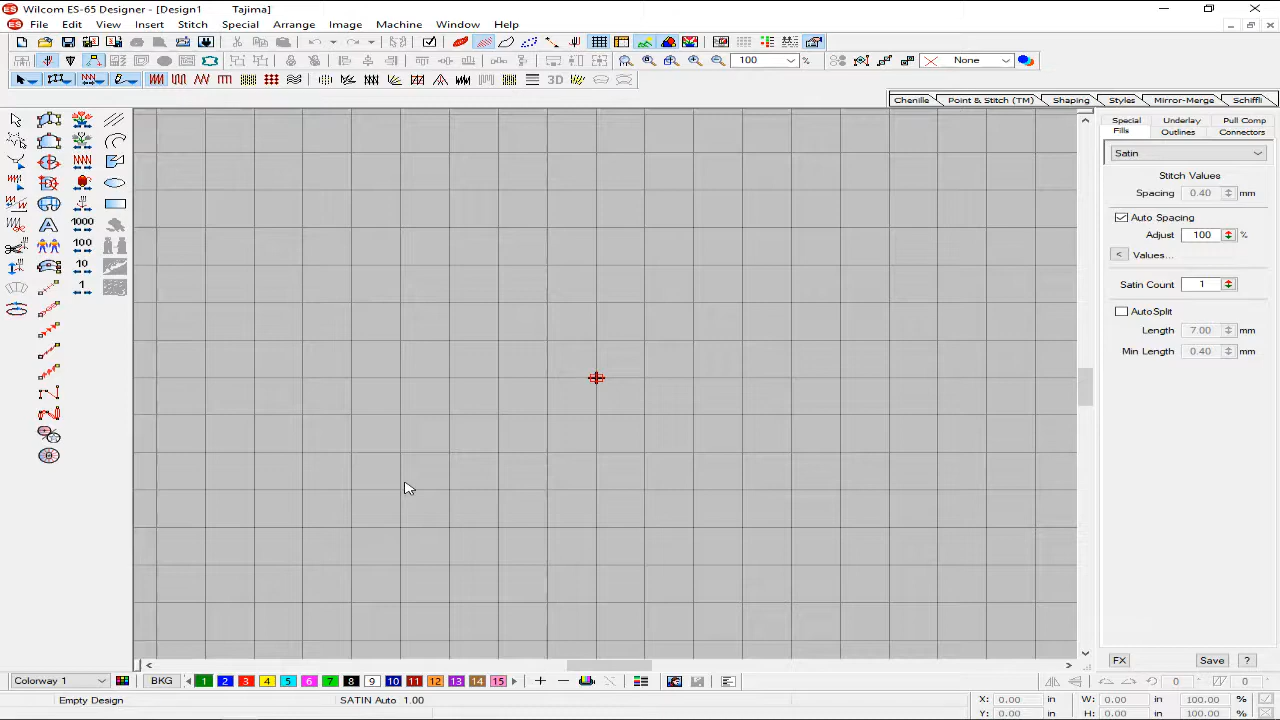 ES Wilcom ES-65 Designer - [Design1 Tajima]
ES File Edit View Insert Stitch Special Arrange Image Machine Window Help
100 % None
3D
Chenille Point & Stitch (TM) Shaping Styles Mirror-Merge Schiffli
Special Underlay Pull Comp
Fills Outlines Connectors
Satin
Stitch Values
Spacing 0.40 mm
Auto Spacing
Adjust 100 %
< Values...
Satin Count 1
AutoSplit
Length 7.00 mm
Min Length 0.40 mm
A 1000
100
10
1
FX Save ?
Colorway 1 BKG 1 2 3 4 5 6 7 8 9 10 11 12 13 14 15 0 0
Empty Design SATIN Auto 1.00 X: 0.00 in W: 0.00 in 100.00 %
Y: 0.00 in H: 0.00 in 100.00 %